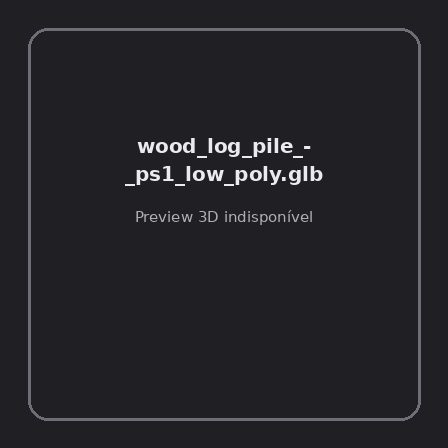 wood_log_pile_-
_ps1_low_poly.glb
Preview 3D indisponível